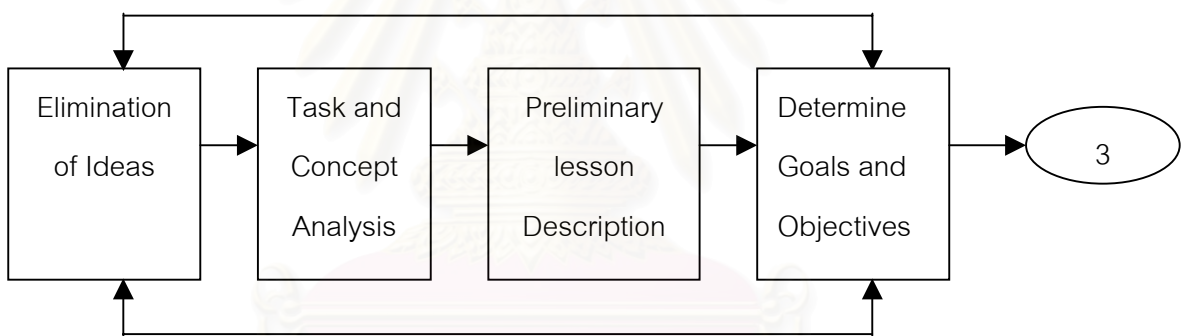 Elimination
of Ideas
Task and
Concept
Analysis
Preliminary
lesson
Description
Determine
Goals and
Objectives
3